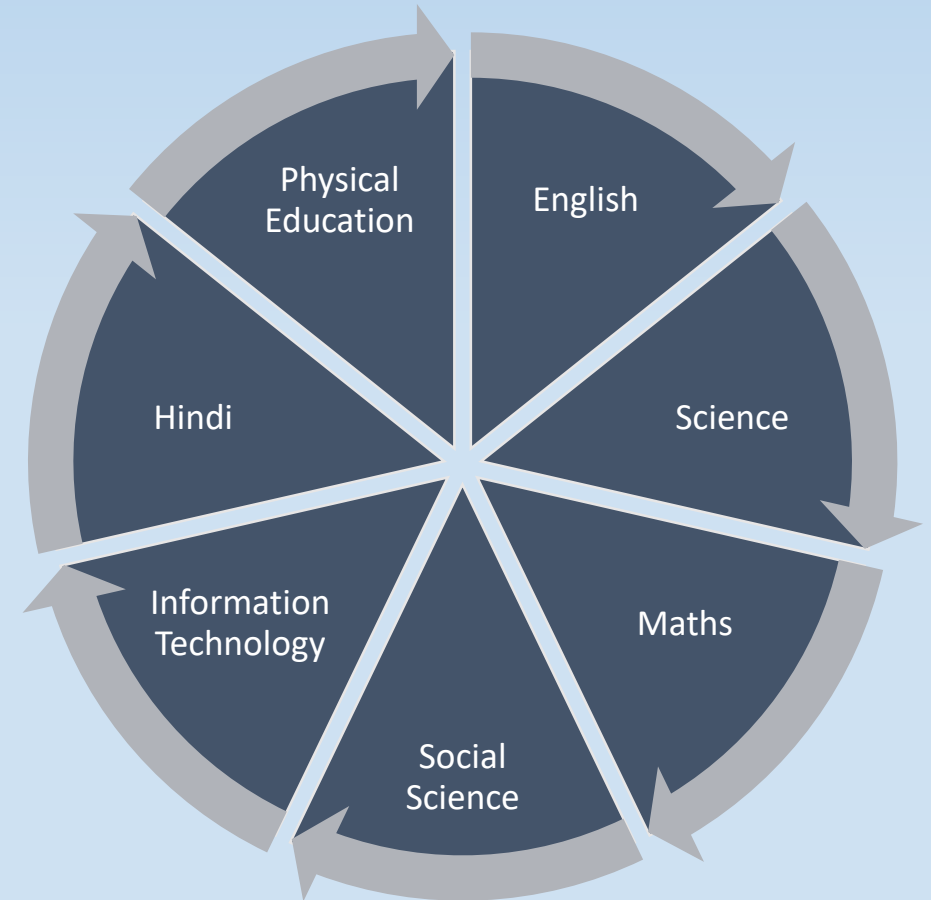 English
Science
Maths
Social
Science
Information
Technology
Hindi
Physical
Education